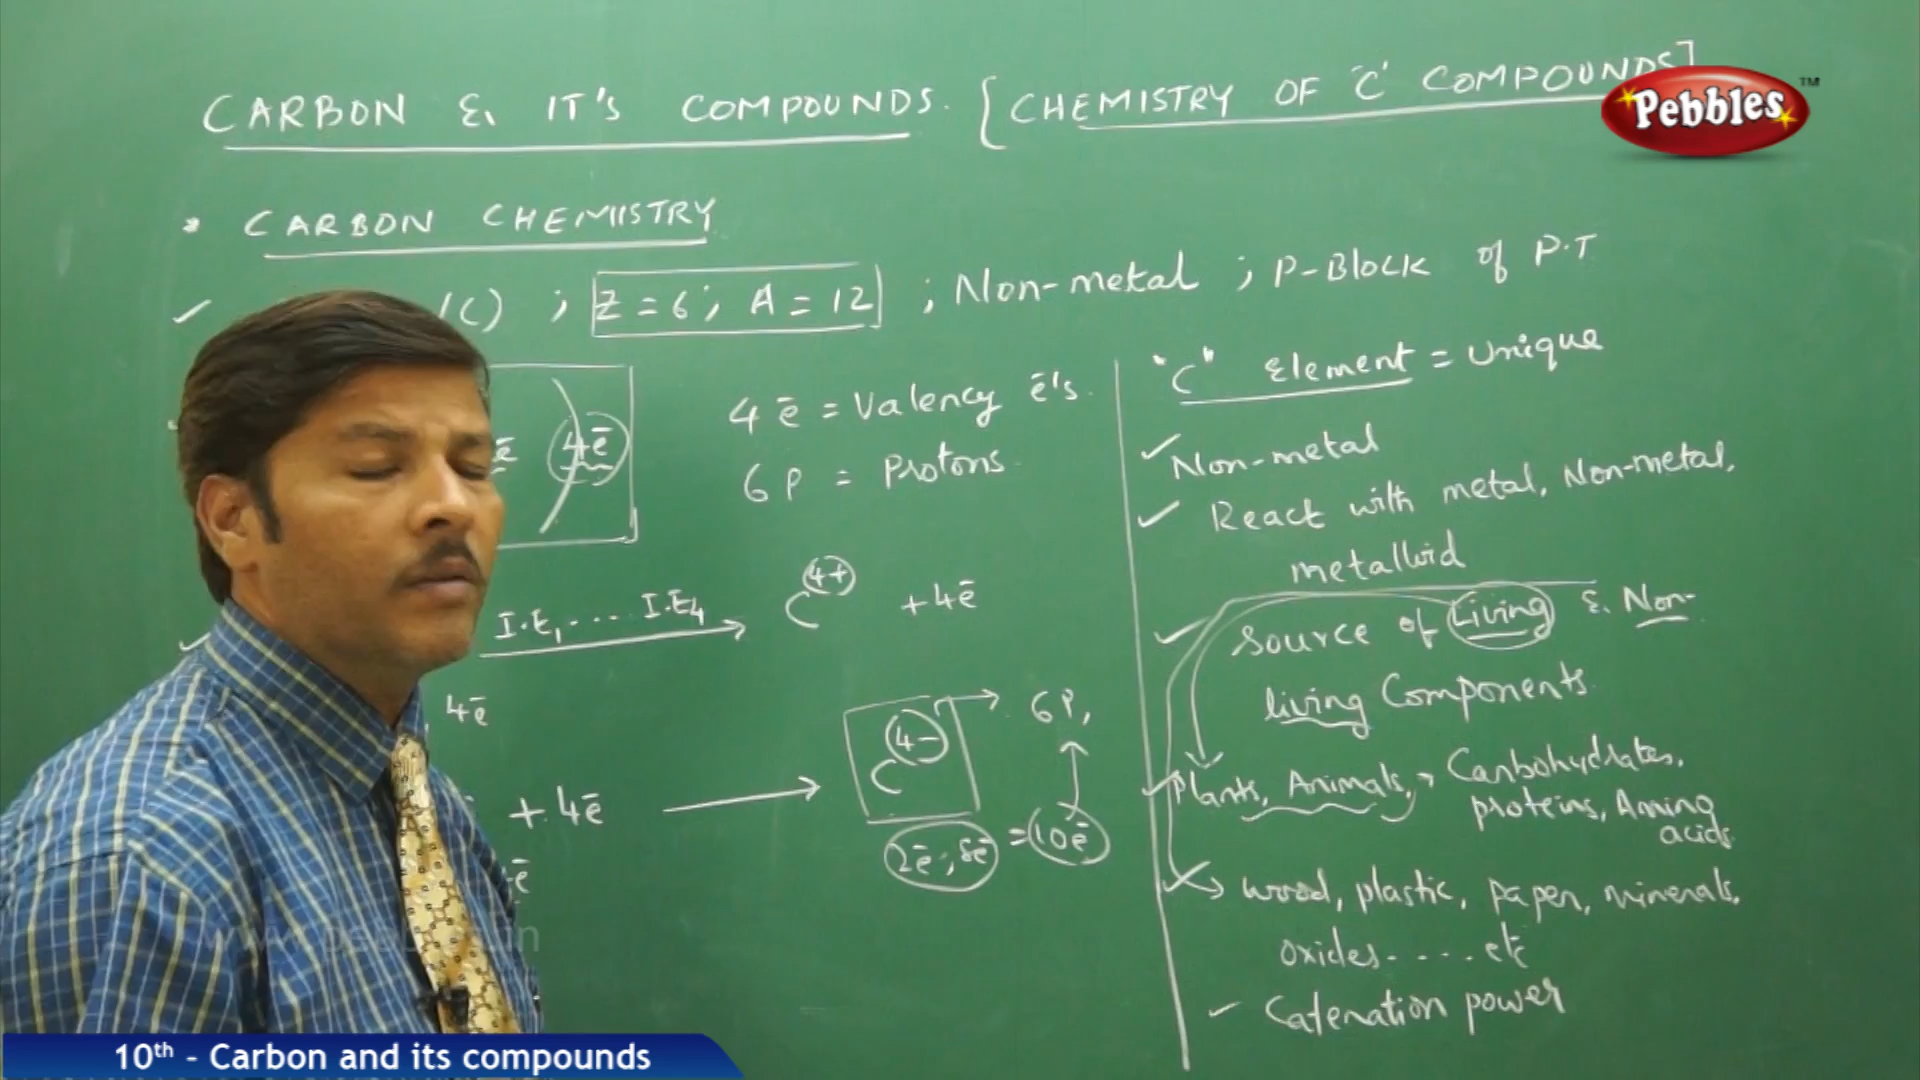 CARBON & IT'S COMPOUNDS. [CHEMISTRY OF "C" COMPOUNDS]
Pebbles™
* CARBON CHEMIISTRY
(C) ; Z = 6 ; A = 12 ; Non-metal ; P-Block of P.T
4ē
4ē = Valency ē's.
6P = Protons
I.E1 .... I.E4
C4+ + 4ē
4ē
+ 4ē
C4-
6P,
2ē, 8ē = 10ē
"C" Element = Unique
Non-metal
React with metal, Non-metal,
metalloid
Source of Living & Non-
living Components.
Plants, Animals, Carbohydrates,
proteins, Amino
acids
wood, plastic, paper, minerals,
oxides- . . . . etc
- Catenation power
10th - Carbon and its compounds